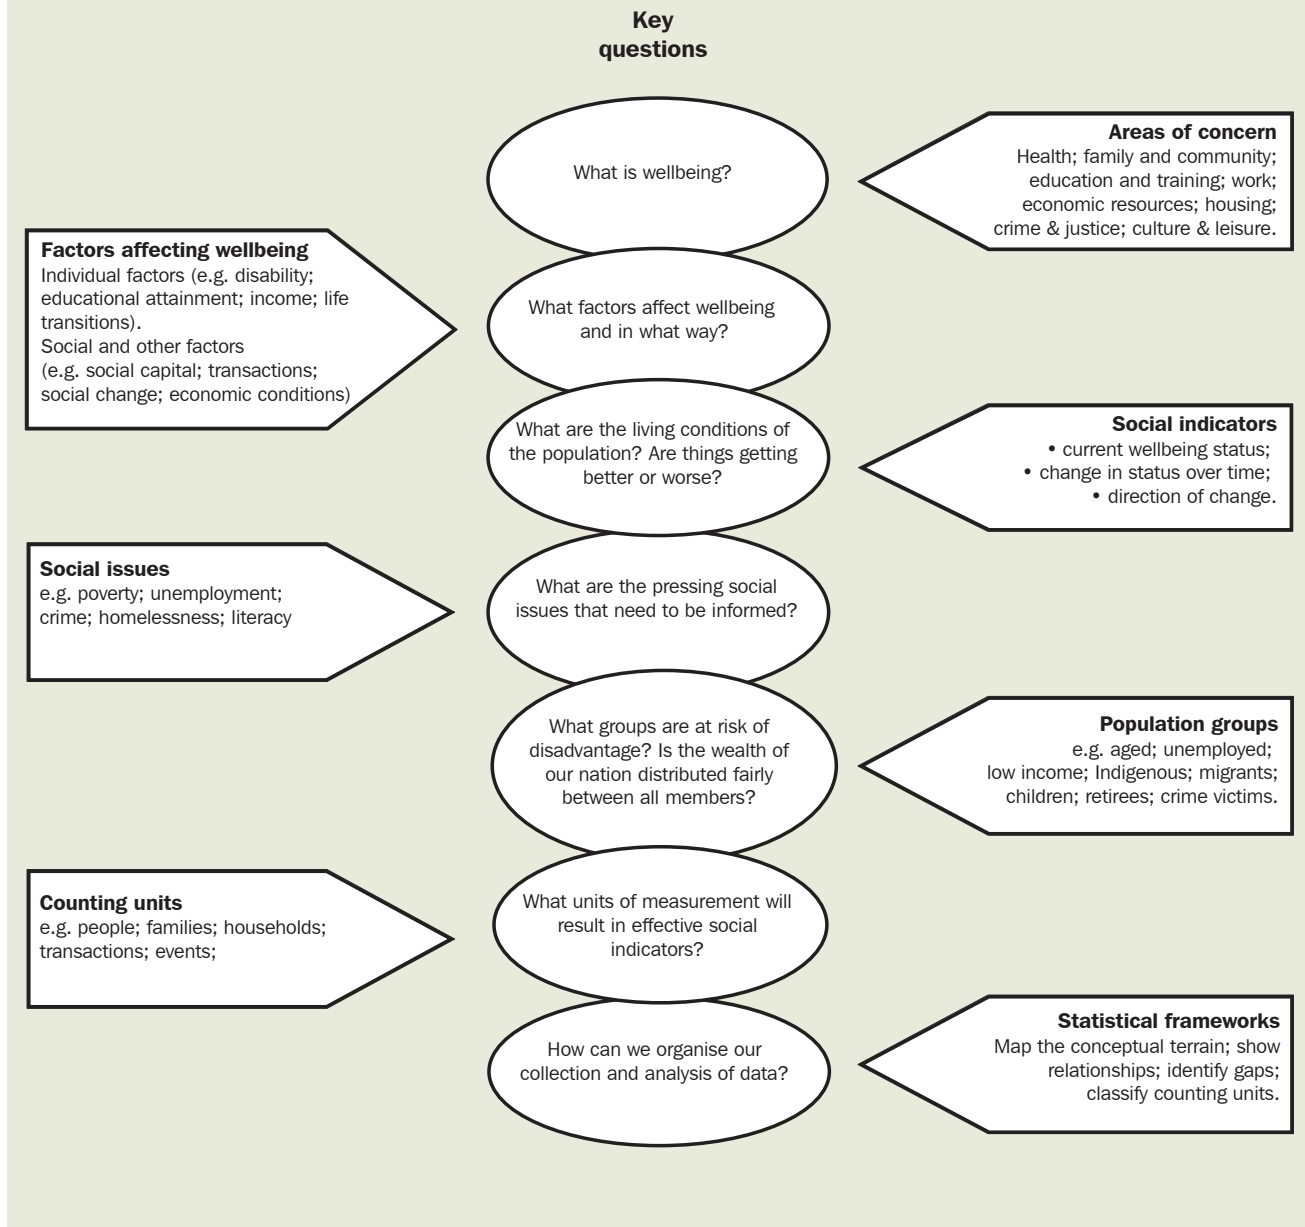 Key
questions
What is wellbeing?
Areas of concern
Health; family and community;
education and training; work;
economic resources; housing;
crime & justice; culture & leisure.
Factors affecting wellbeing
Individual factors (e.g. disability;
educational attainment; income; life
transitions).
Social and other factors
(e.g. social capital; transactions;
social change; economic conditions)
What factors affect wellbeing
and in what way?
What are the living conditions of
the population? Are things getting
better or worse?
Social indicators
• current wellbeing status;
• change in status over time;
• direction of change.
Social issues
e.g. poverty; unemployment;
crime; homelessness; literacy
What are the pressing social
issues that need to be informed?
What groups are at risk of
disadvantage? Is the wealth of
our nation distributed fairly
between all members?
Population groups
e.g. aged; unemployed;
low income; Indigenous; migrants;
children; retirees; crime victims.
Counting units
e.g. people; families; households;
transactions; events;
What units of measurement will
result in effective social
indicators?
How can we organise our
collection and analysis of data?
Statistical frameworks
Map the conceptual terrain; show
relationships; identify gaps;
classify counting units.